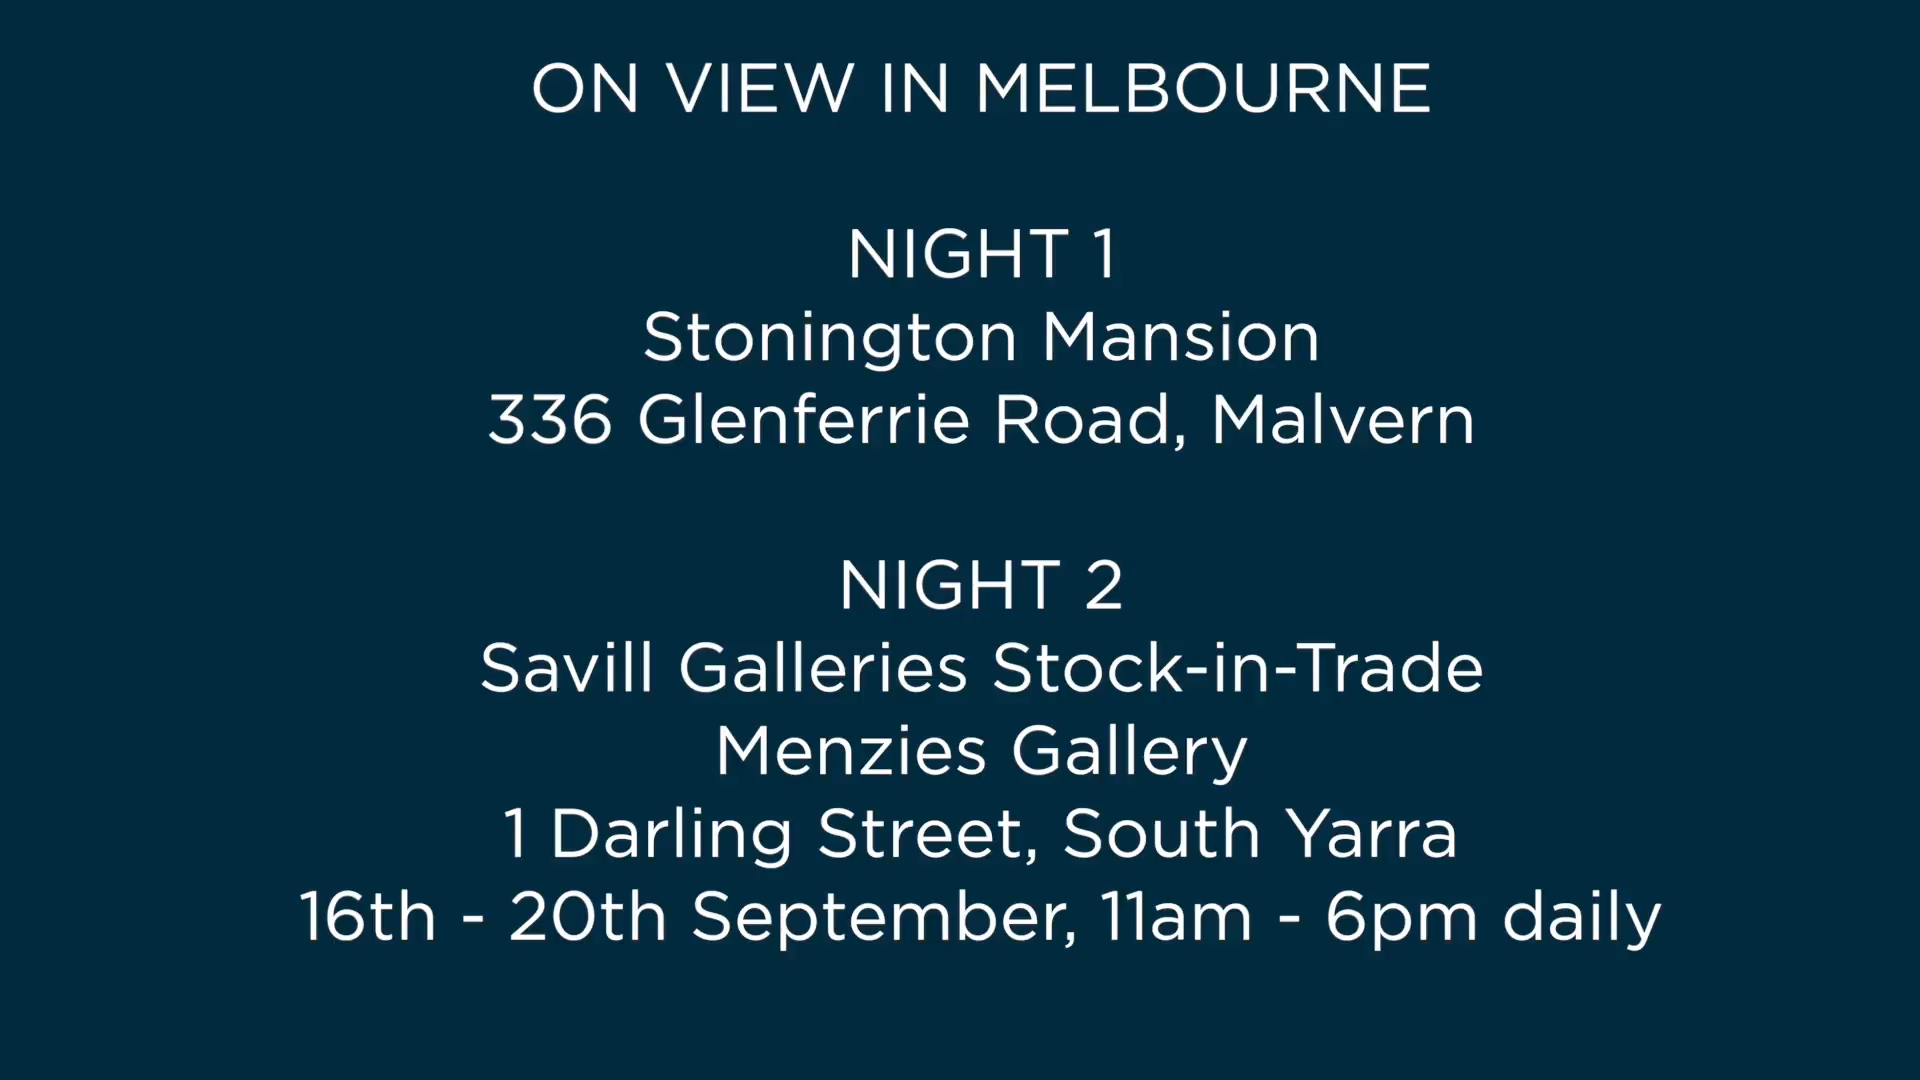 ON VIEW IN MELBOURNE
NIGHT 1
Stonington Mansion
336 Glenferrie Road, Malvern
NIGHT 2
Savill Galleries Stock-in-Trade
Menzies Gallery
1 Darling Street, South Yarra
16th - 20th September, 11am - 6pm daily